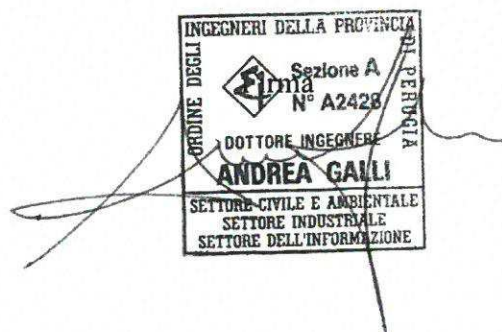 ORDINE DEGLI INGEGNERI DELLA PROVINCIA DI PERUGIA
Firma
Sezione A
N° A2428
DOTTORE INGEGNERE
ANDREA GALLI
SETTORE CIVILE E AMBIENTALE
SETTORE INDUSTRIALE
SETTORE DELL'INFORMAZIONE